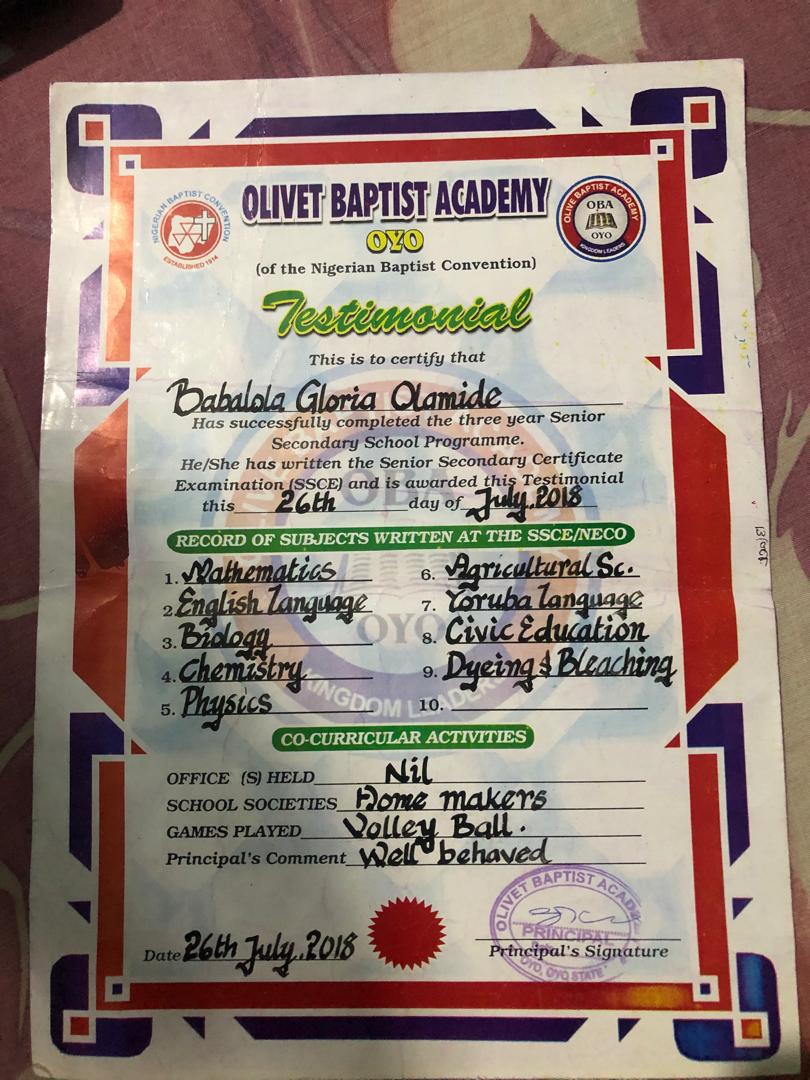 OLIVET BAPTIST ACADEMY
OYO
(of the Nigerian Baptist Convention)
NIGERIAN BAPTIST CONVENTION
ESTABLISHED 1914
OLIVE BAPTIST ACADEMY
OBA
OYO
KINGDOM LEADERS
Testimonial
This is to certify that
Babalola Gloria Olamide
Has successfully completed the three year Senior
Secondary School Programme.
He/She has written the Senior Secondary Certificate
Examination (SSCE) and is awarded this Testimonial
this 26th day of July, 2018
RECORD OF SUBJECTS WRITTEN AT THE SSCE/NECO
1. Mathematics 6. Agricultural Sc.
2. English Language 7. Yoruba Language
3. Biology 8. Civic Education
4. Chemistry 9. Dyeing & Bleaching
5. Physics 10.
OBA
OYO
KINGDOM LEADERS
CO-CURRICULAR ACTIVITIES
OFFICE (S) HELD Nil
SCHOOL SOCIETIES Home makers
GAMES PLAYED Volley Ball.
Principal's Comment Well behaved
OLIVET BAPTIST ACAD
PRINCIPAL
OYO, OYO STATE
Date 26th July, 2018 Principal's Signature